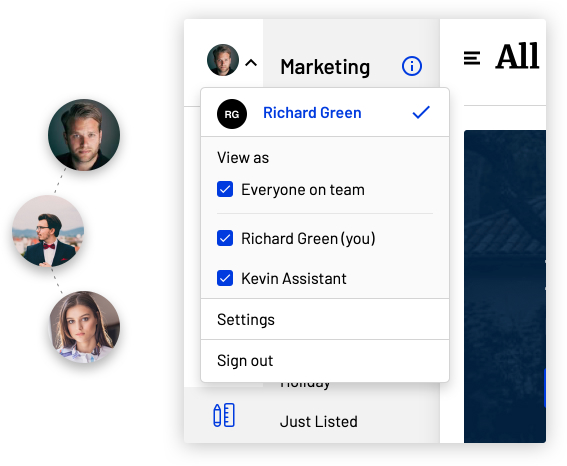 Marketing
All
RG
Richard Green
View as
Everyone on team
Richard Green (you)
Kevin Assistant
Settings
Sign out
Holiday
Just Listed